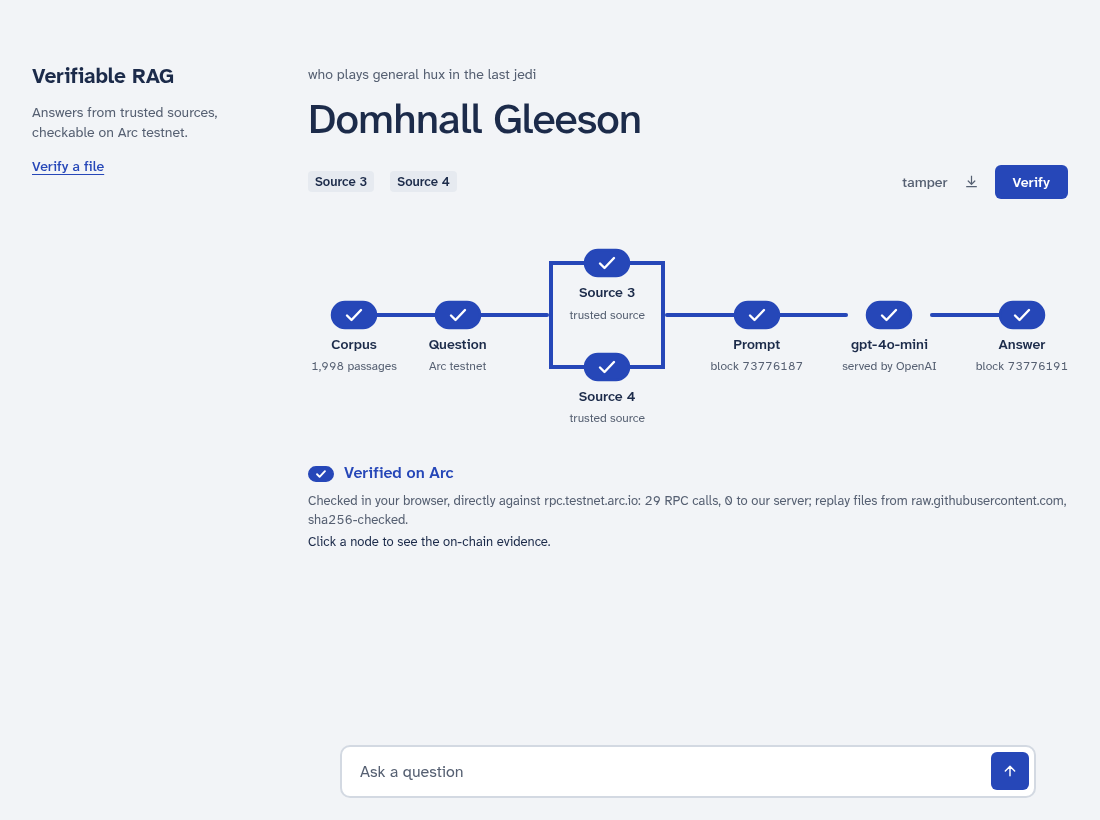 Verifiable RAG
Answers from trusted sources,
checkable on Arc testnet.
Verify a file
who plays general hux in the last jedi
Domhnall Gleeson
Source 3 Source 4
tamper Verify
Source 3
trusted source
Corpus
1,998 passages
Question
Arc testnet
Source 4
trusted source
Prompt
block 73776187
gpt-4o-mini
served by OpenAI
Answer
block 73776191
Verified on Arc
Checked in your browser, directly against rpc.testnet.arc.io: 29 RPC calls, 0 to our server; replay files from raw.githubusercontent.com,
sha256-checked.
Click a node to see the on-chain evidence.
Ask a question